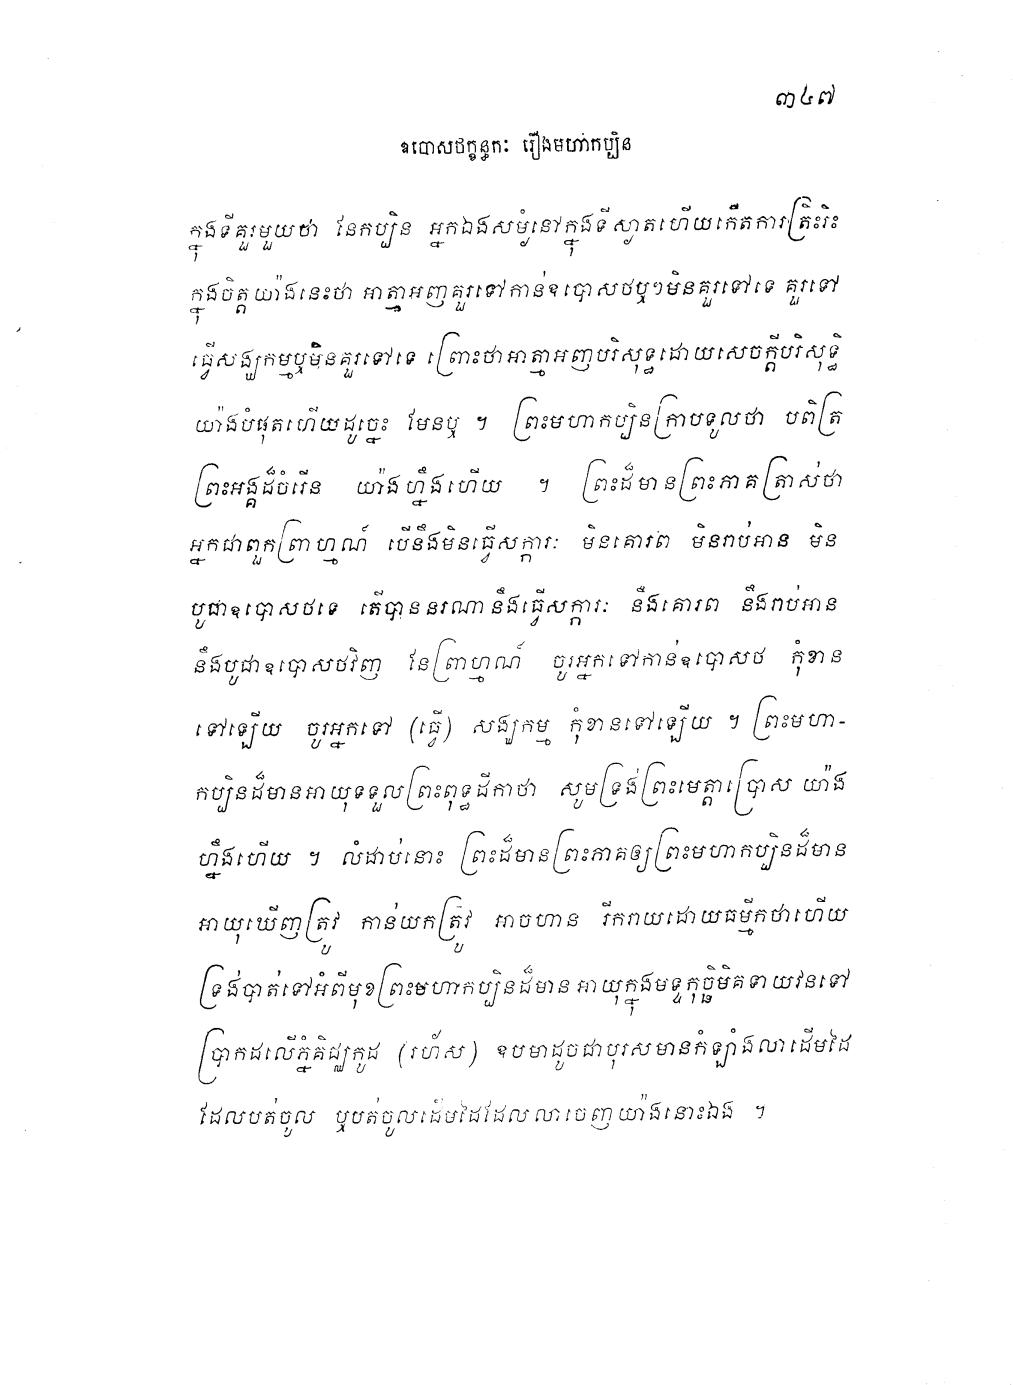 ៣៤៧
ឧបោសថក្ខន្ធកៈ រឿងមហាកប្បិន
ក្នុងទីគួរមួយថា នែកប្បិន អ្នកឯងសម្ងំនៅក្នុងទីស្ងាតហើយកើតការត្រិះរិះ
ក្នុងចិត្តយ៉ាងនេះថា អាត្មាអញគួរទៅកាន់ឧបោសថឬៗមិនគួរទៅទេ គួរទៅ
ធ្វើសង្ឃកម្មឬមិនគួរទៅទេ ព្រោះថាអាត្មាអញបរិសុទ្ធដោយសេចក្តីបរិសុទ្ធិ
យ៉ាងបំផុតហើយដូច្នេះ មែនឬ ។ ព្រះមហាកប្បិនក្រាបទូលថា បពិត្រ
ព្រះអង្គដ៏ចំរើន យ៉ាងហ្នឹងហើយ ។ ព្រះដ៏មានព្រះភាគត្រាស់ថា
អ្នកជាពួកព្រាហ្មណ៍ បើនឹងមិនធ្វើសក្ការៈ មិនគោរព មិនរាប់អាន មិន
បូជាឧបោសថទេ តើបាននរណានឹងធ្វើសក្ការៈ នឹងគោរព នឹងរាប់អាន
នឹងបូជាឧបោសថវិញ នែព្រាហ្មណ៍ ចូរអ្នកទៅកាន់ឧបោសថ កុំខាន
ទៅឡើយ ចូរអ្នកទៅ (ធ្វើ) សង្ឃកម្ម កុំខានទៅឡើយ ។ ព្រះមហា-
កប្បិនដ៏មានអាយុទទួលព្រះពុទ្ធដីកាថា សូមទ្រង់ព្រះមេត្តាប្រោស យ៉ាង
ហ្នឹងហើយ ។ លំដាប់នោះ ព្រះដ៏មានព្រះភាគឲ្យព្រះមហាកប្បិនដ៏មាន
អាយុឃើញត្រូវ កាន់យកត្រូវ អាចហាន រីករាយដោយធម្មីកថាហើយ
ទ្រង់បាត់ទៅអំពីមុខព្រះមហាកប្បិនដ៏មានអាយុក្នុងមទ្ទកុច្ឆិមិគទាយវនទៅ
ប្រាកដលើភ្នំគិជ្ឈកូដ (រហ័ស) ឧបមាដូចជាបុរសមានកំឡាំងលាដើមដៃ
ដែលបត់ចូល ឬបត់ចូលដើមដៃដែលលាចេញយ៉ាងនោះឯង ។